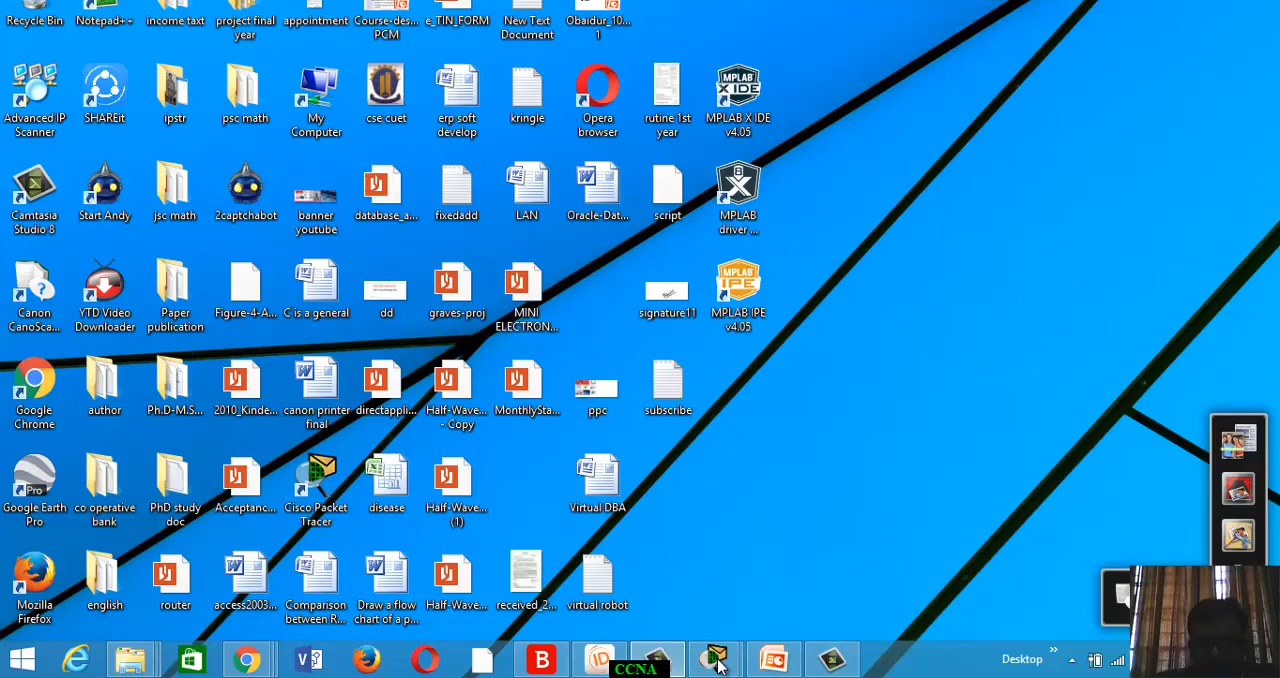 Recycle Bin
Notepad++
income taxt
project final
year
appointment
Course-des...
PCM
e_TIN_FORM
New Text
Document
Obaidur_10...
1
Advanced IP
Scanner
SHAREit
ipstr
psc math
My
Computer
cse cuet
erp soft
develop
kringle
Opera
browser
rutine 1st
year
MPLAB X IDE
v4.05
Camtasia
Studio 8
Start Andy
jsc math
2captchabot
banner
youtube
database_a...
fixedadd
LAN
Oracle-Dat...
script
MPLAB
driver ...
Canon
CanoSca...
YTD Video
Downloader
Paper
publication
Figure-4-A...
C is a general
dd
graves-proj
MINI
ELECTRON...
signature11
MPLAB IPE
v4.05
Google
Chrome
author
Ph.D-M.S...
2010_Kinde...
canon printer
final
directappli...
Half-Wave...
- Copy
MonthlySta...
ppc
subscribe
Google Earth
Pro
co operative
bank
PhD study
doc
Acceptanc...
Cisco Packet
Tracer
disease
Half-Wave...
(1)
Virtual DBA
Mozilla
Firefox
english
router
access2003...
Comparison
between R...
Draw a flow
chart of a p...
Half-Wave...
received_2...
virtual robot
CCNA
Desktop